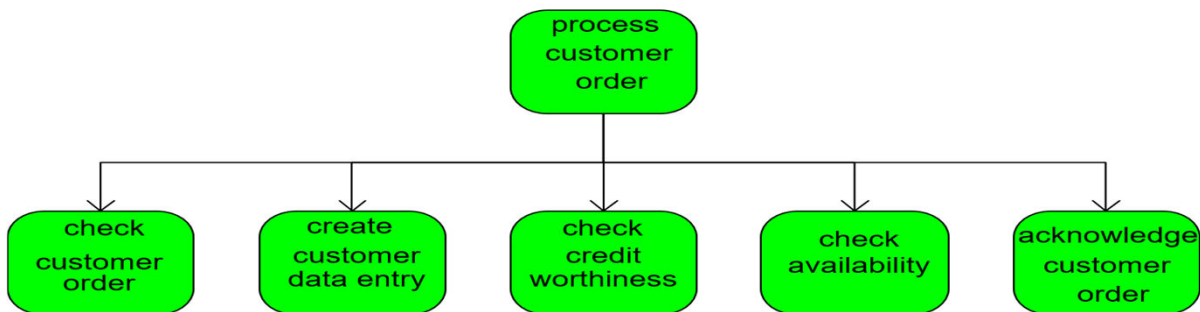 process
customer
order
check
customer
order
create
customer
data entry
check
credit
worthiness
check
availability
acknowledge
customer
order